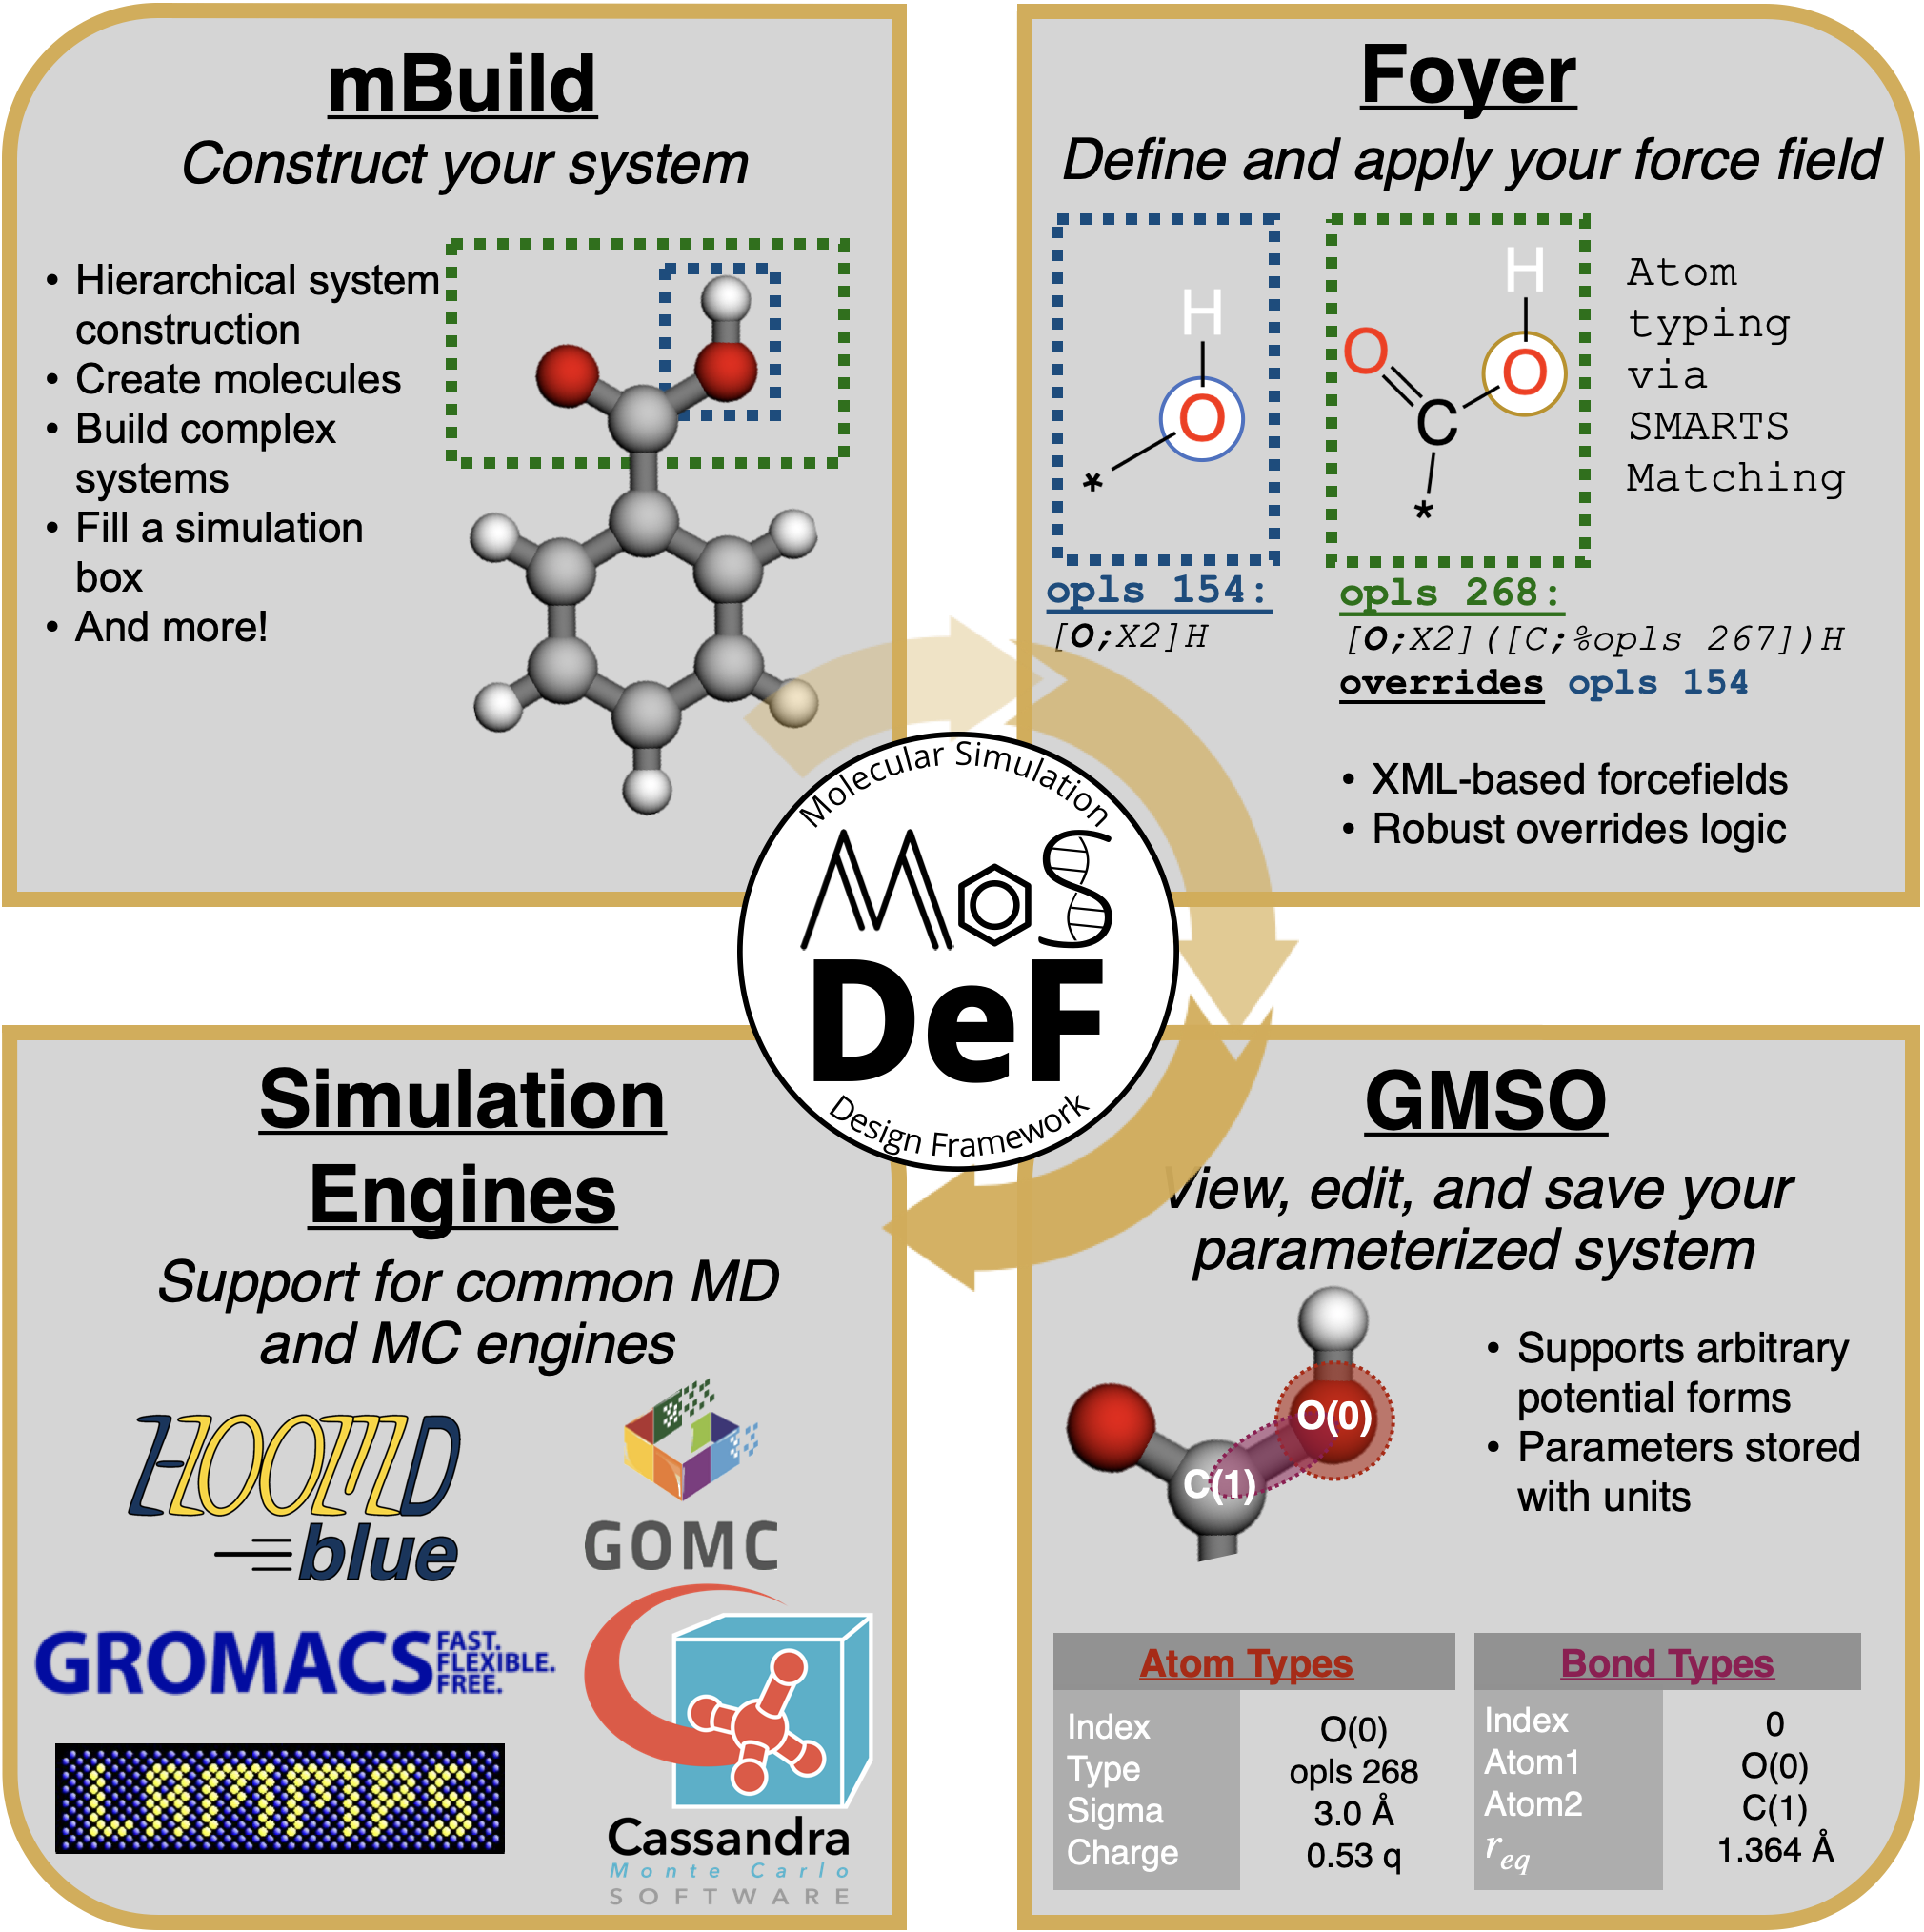 mBuild
Construct your system
• Hierarchical system
construction
• Create molecules
• Build complex
systems
• Fill a simulation
box
• And more!
Foyer
Define and apply your force field
H
O
*
H
O
O
C
*
Atom
typing
via
SMARTS
Matching
opls 154:
[O;X2]H
opls 268:
[O;X2]([C;%opls 267])H
overrides opls 154
• XML-based forcefields
• Robust overrides logic
Molecular Simulation
MoS
DeF
Design Framework
Simulation
Engines
Support for common MD
and MC engines
HOOMD
blue
GOMC
GROMACS
FAST.
FLEXIBLE.
FREE.
LAMMPS
Cassandra
Monte Carlo
SOFTWARE
GMSO
View, edit, and save your
parameterized system
O(0)
C(1)
• Supports arbitrary
potential forms
• Parameters stored
with units
Atom Types
Index O(0)
Type opls 268
Sigma 3.0 Å
Charge 0.53 q
Bond Types
Index 0
Atom1 O(0)
Atom2 C(1)
req 1.364 Å